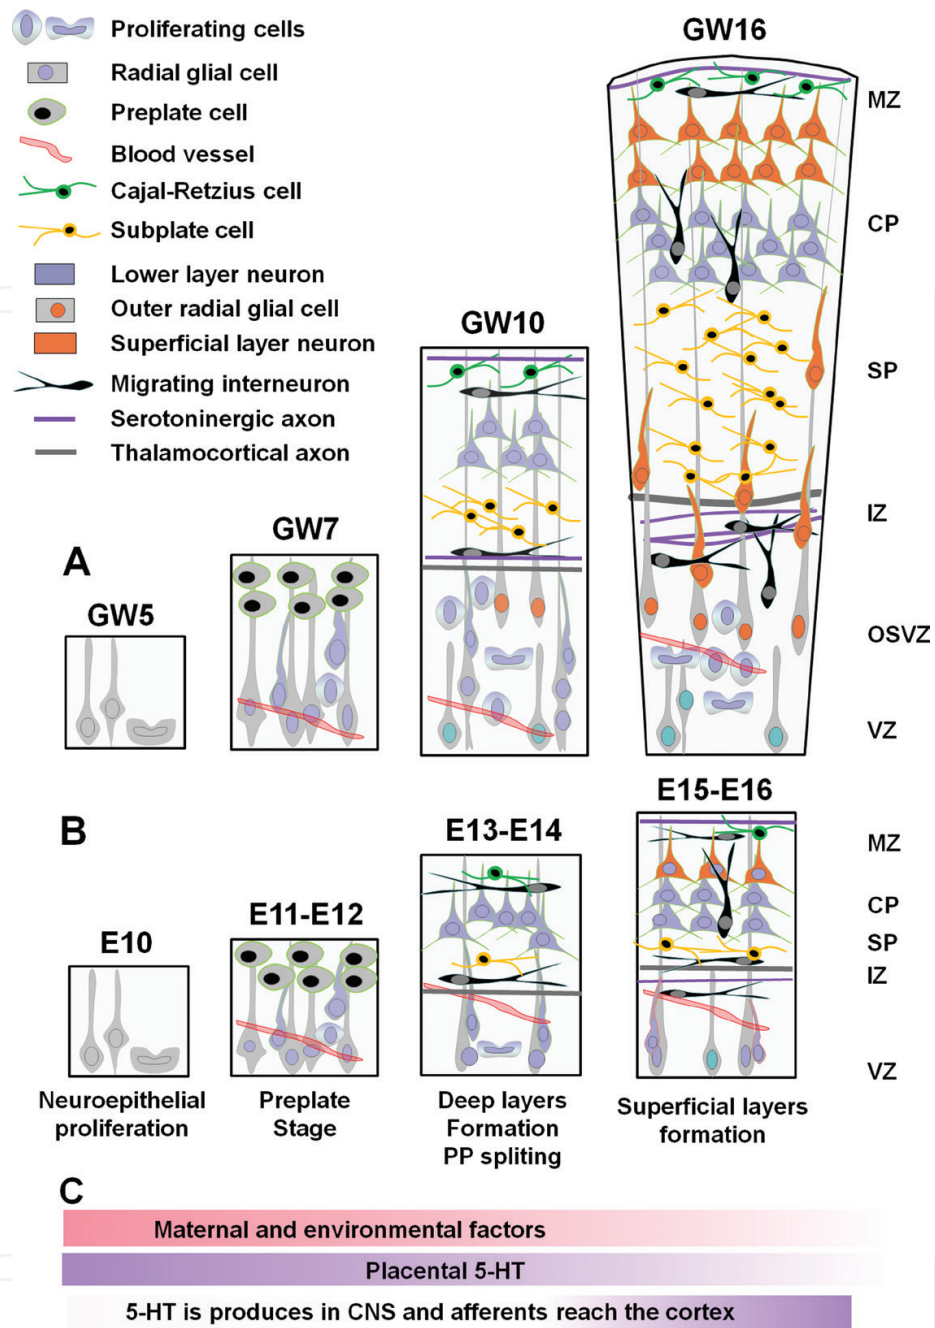 Proliferating cells
Radial glial cell
Preplate cell
Blood vessel
Cajal-Retzius cell
Subplate cell
Lower layer neuron
Outer radial glial cell
Superficial layer neuron
Migrating interneuron
Serotoninergic axon
Thalamocortical axon
A
GW5
GW7
GW10
GW16
MZ
CP
SP
IZ
OSVZ
VZ
B
E10
E11-E12
E13-E14
E15-E16
MZ
CP
SP
IZ
VZ
Neuroepithelial
proliferation
Preplate
Stage
Deep layers
Formation
PP spliting
Superficial layers
formation
C
Maternal and environmental factors
Placental 5-HT
5-HT is produces in CNS and afferents reach the cortex